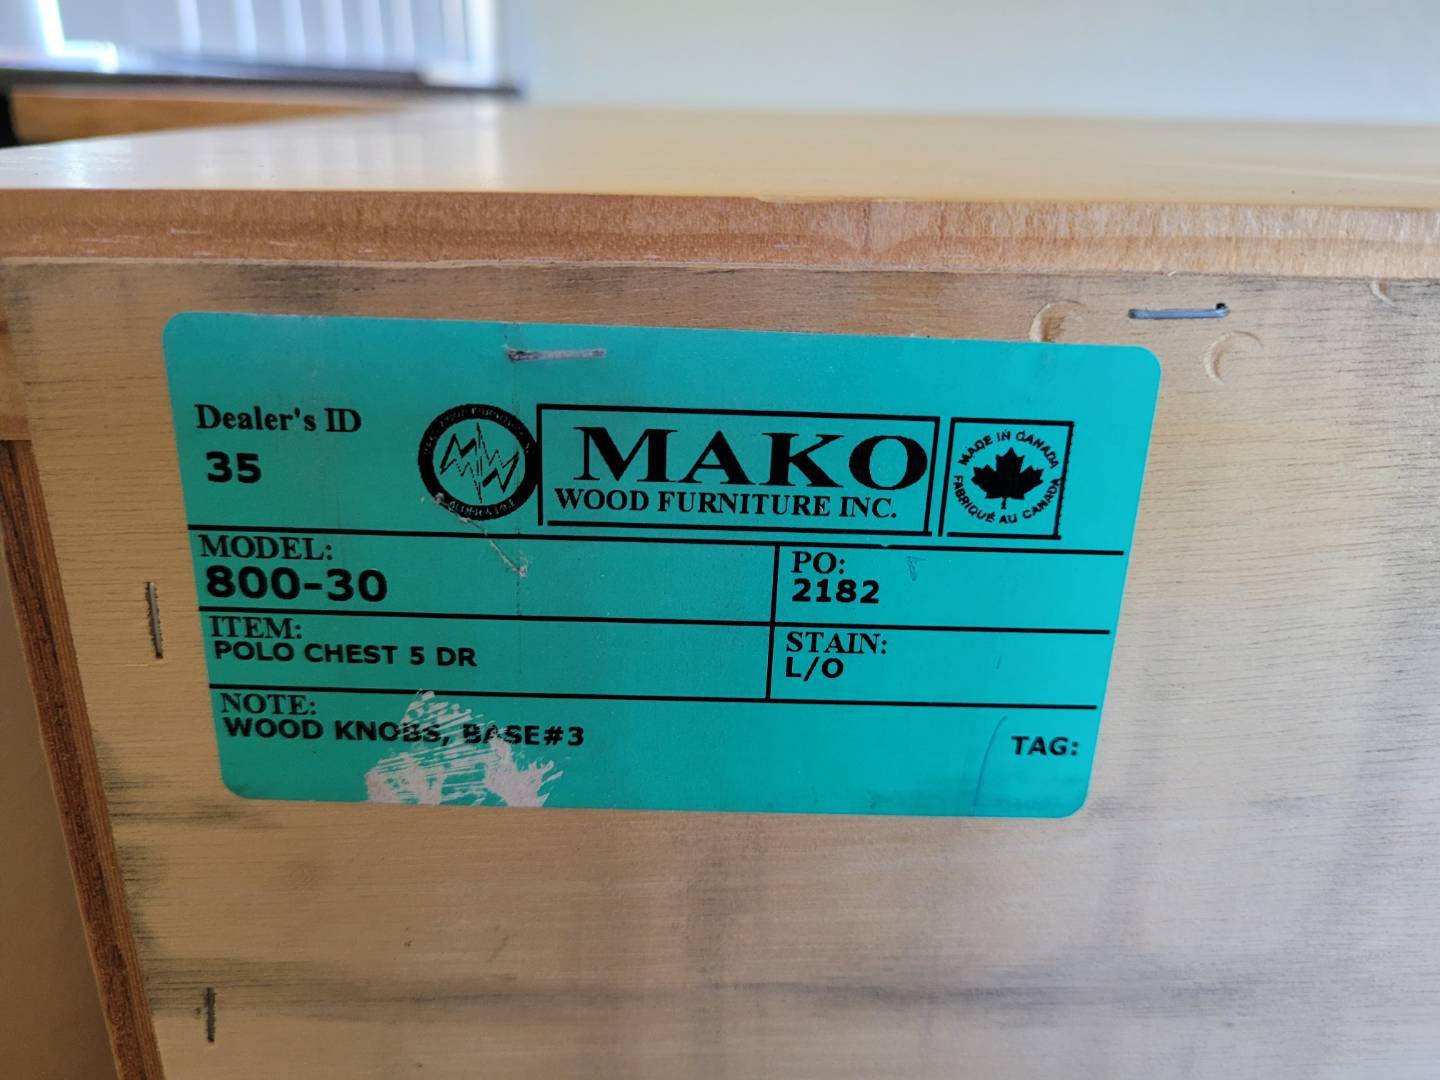 Dealer's ID
35
MAKO
WOOD FURNITURE INC.
MADE IN CANADA
FABRIQUÉ AU CANADA
MODEL:
800-30
PO:
2182
ITEM:
POLO CHEST 5 DR
STAIN:
L/O
NOTE:
WOOD KNOBS, BASE#3
TAG: